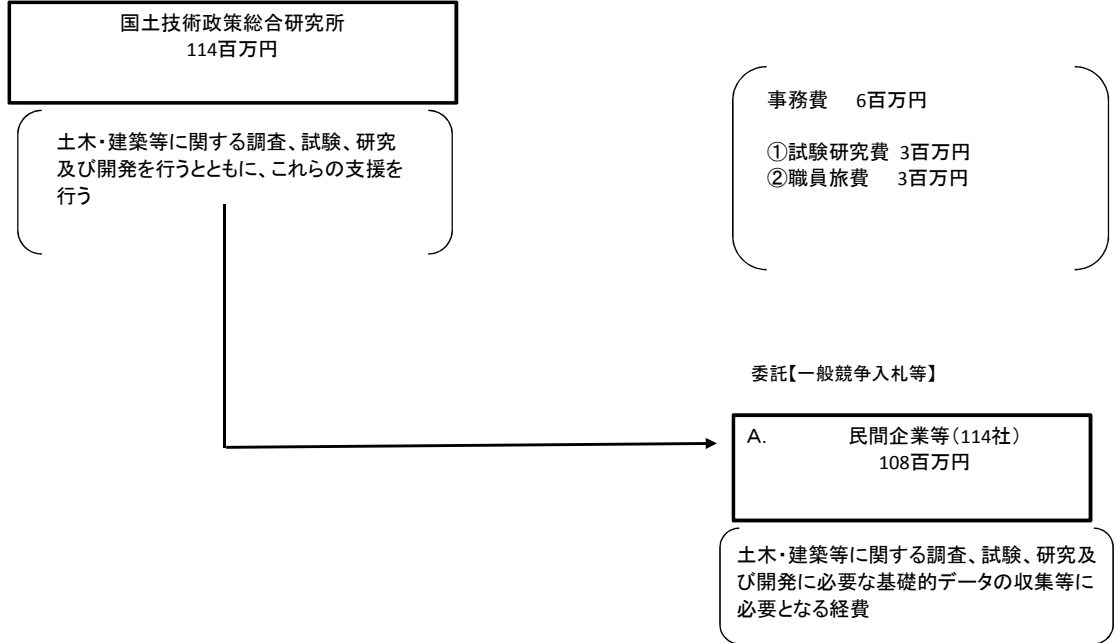 国土技術政策総合研究所
114百万円
土木・建築等に関する調査、試験、研究
及び開発を行うとともに、これらの支援を
行う
事務費　6百万円
①試験研究費 3百万円
②職員旅費　3百万円
委託【一般競争入札等】
A.　民間企業等（114社）
108百万円
土木・建築等に関する調査、試験、研究及
び開発に必要な基礎的データの収集等に
必要となる経費